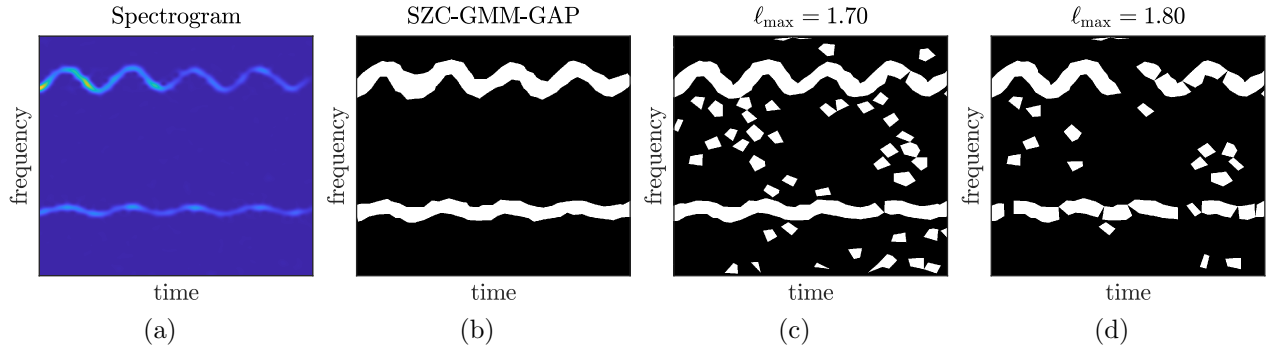 Spectrogram
frequency
time
(a)
SZC-GMM-GAP
frequency
time
(b)
ℓmax = 1.70
frequency
time
(c)
ℓmax = 1.80
frequency
time
(d)